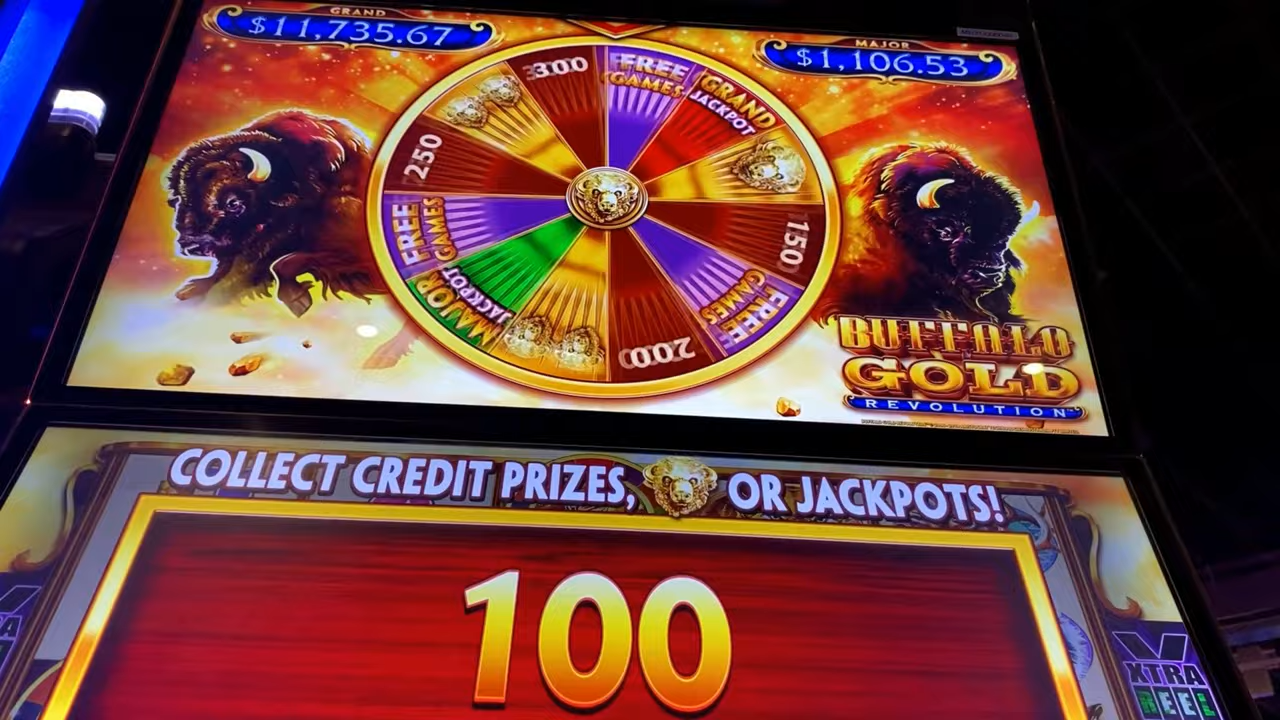 GRAND
$11,735.67
MAJOR
$1,106.53
300
FREE
GAMES
GRAND
JACKPOT
250
150
FREE
GAMES
MAJOR
JACKPOT
FREE
GAMES
200
BUFFALO
GOLD
REVOLUTION
COLLECT CREDIT PRIZES, OR JACKPOTS!
100
XTRA
REEL